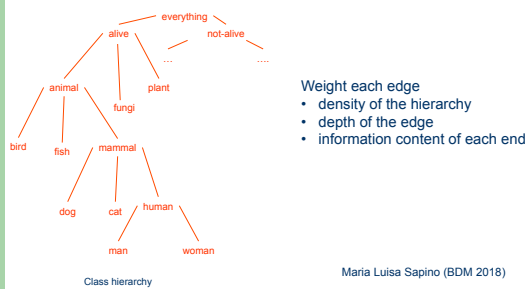 everything
alive
not-alive
...
....
animal
fungi
plant
bird
fish
mammal
dog
cat
human
man
woman
Class hierarchy
Weight each edge
• density of the hierarchy
• depth of the edge
• information content of each end
Maria Luisa Sapino (BDM 2018)